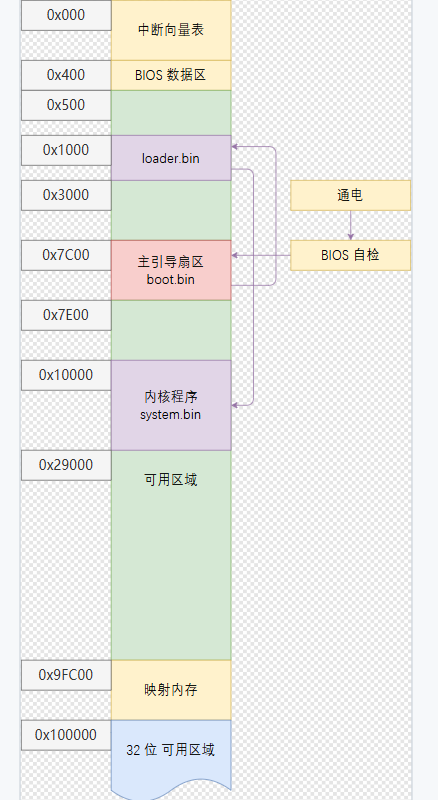 0x000
中断向量表
0x400
BIOS 数据区
0x500
0x1000
loader.bin
0x3000
通电
0x7C00
主引导扇区
boot.bin
BIOS 自检
0x7E00
0x10000
内核程序
system.bin
0x29000
可用区域
0x9FC00
映射内存
0x100000
32 位 可用区域